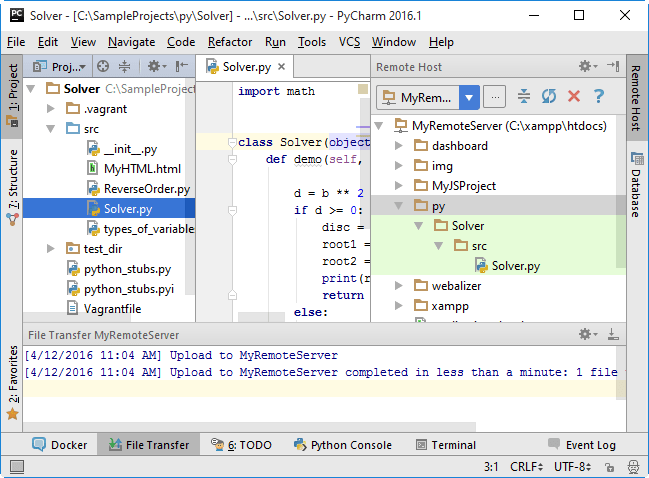 PC Solver - [C:\SampleProjects\py\Solver] - ...\src\Solver.py - PyCharm 2016.1
File Edit View Navigate Code Refactor Run Tools VCS Window Help
1: Project
7: Structure
2: Favorites
Proj...
Solver C:\SampleProject
.vagrant
src
__init__.py
MyHTML.html
ReverseOrder.py
Solver.py
types_of_variable
test_dir
python_stubs.py
python_stubs.pyi
Vagrantfile
Solver.py
import math
class Solver(object
def demo(self,
d = b ** 2
if d >= 0:
disc =
root1 =
root2 =
print(r
return
else:
Remote Host
MyRem...
...
MyRemoteServer (C:\xampp\htdocs)
dashboard
img
MyJSProject
py
Solver
src
Solver.py
webalizer
xampp
Remote Host
Database
File Transfer MyRemoteServer
[4/12/2016 11:04 AM] Upload to MyRemoteServer
[4/12/2016 11:04 AM] Upload to MyRemoteServer completed in less than a minute: 1 file
Docker File Transfer 6: TODO Python Console Terminal Event Log
3:1 CRLF UTF-8